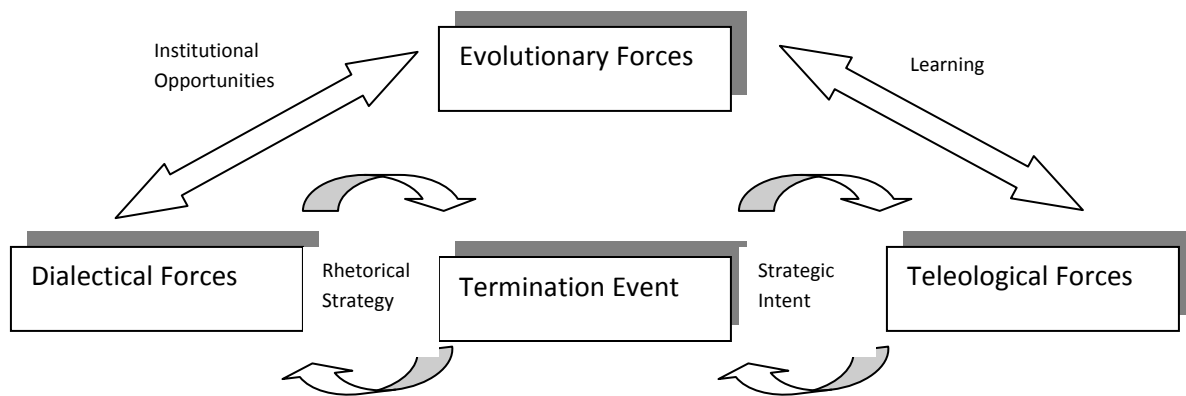 Institutional
Opportunities
Evolutionary Forces
Learning
Dialectical Forces
Rhetorical
Strategy
Termination Event
Strategic
Intent
Teleological Forces